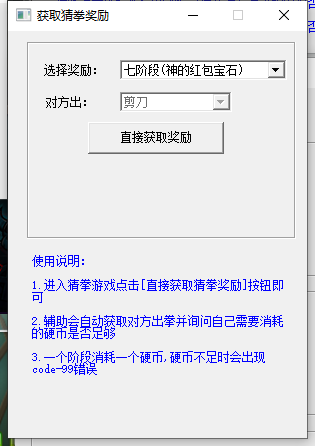 获取猜拳奖励
选择奖励：
七阶段(神的红包宝石)
对方出：
剪刀
直接获取奖励
使用说明：
1.进入猜拳游戏点击[直接获取猜拳奖励]按钮即
可
2.辅助会自动获取对方出拳并询问自己需要消耗
的硬币是否足够
3.一个阶段消耗一个硬币,硬币不足时会出现
code-99错误